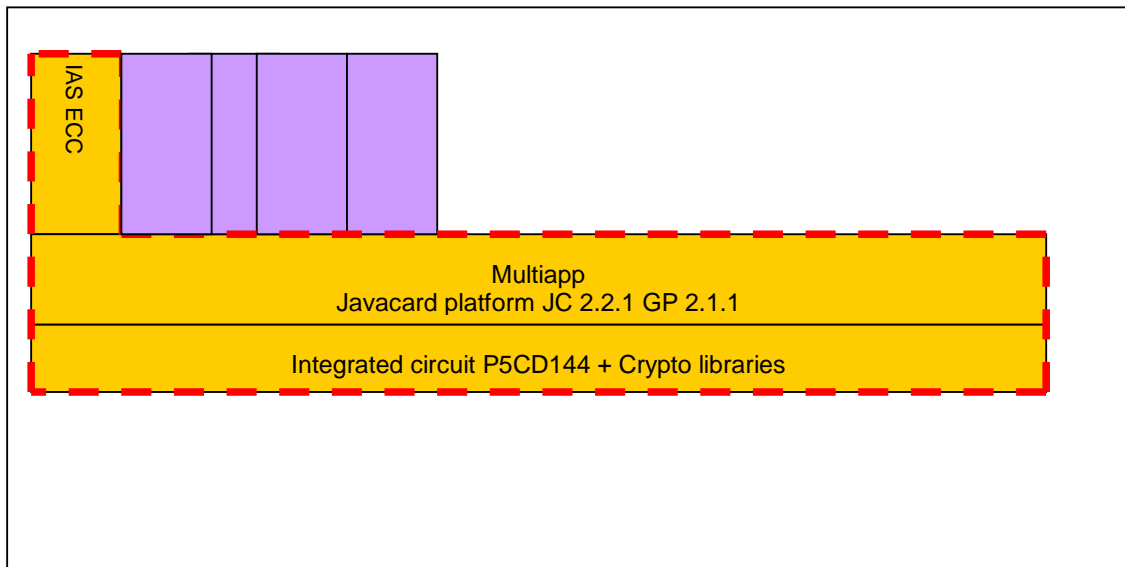 IAS ECC
Multiapp
Javacard platform JC 2.2.1 GP 2.1.1
Integrated circuit P5CD144 + Crypto libraries